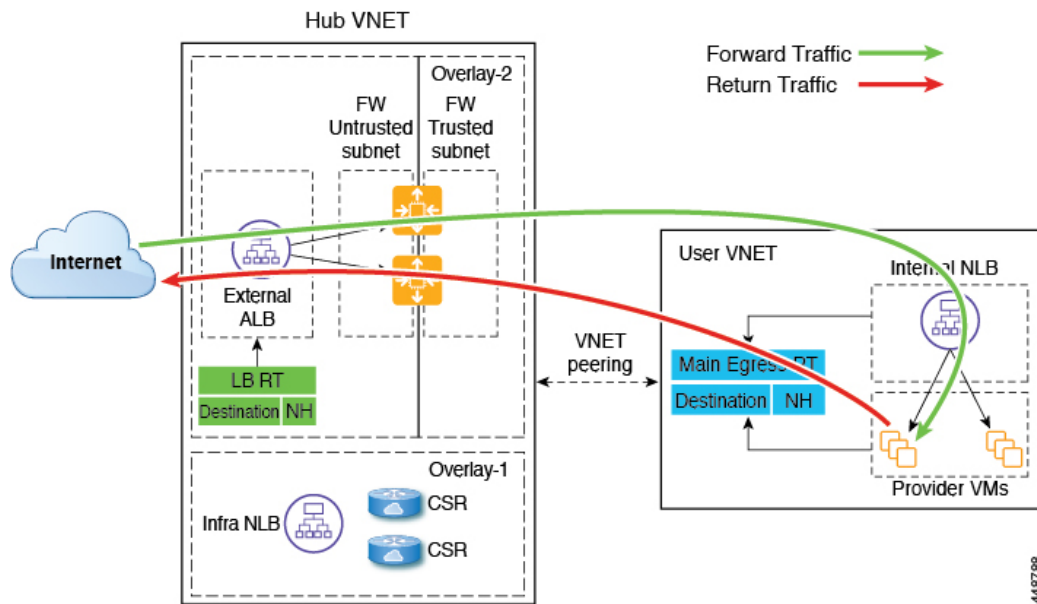 Hub VNET
Forward Traffic
Return Traffic
Overlay-2
FW
Untrusted
subnet
FW
Trusted
subnet
Internet
External
ALB
LB RT
Destination NH
VNET
peering
User VNET
Internal NLB
Main Egress RT
Destination NH
Provider VMs
Overlay-1
Infra NLB
CSR
CSR